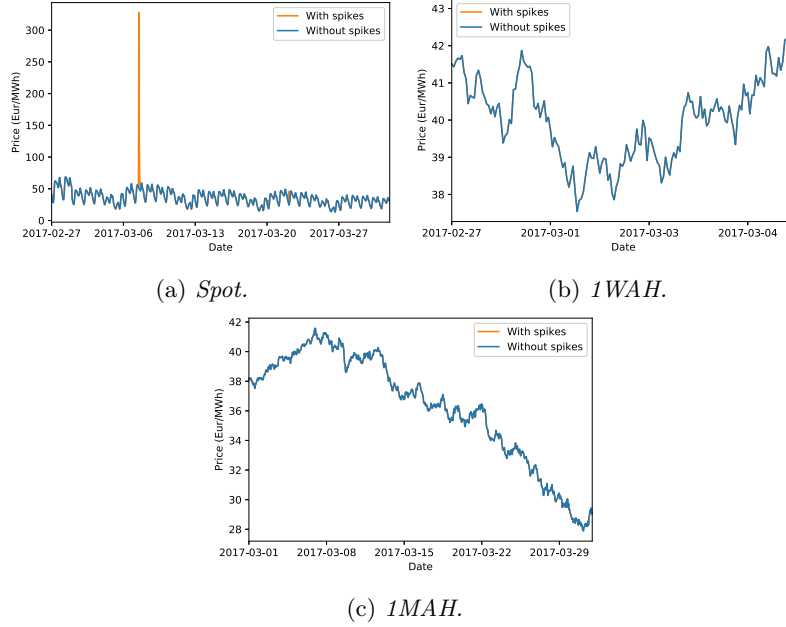 With spikes
Without spikes
300
250
200
150
100
50
0
Price (Eur/MWh)
2017-02-27 2017-03-06 2017-03-13 2017-03-20 2017-03-27
Date
(a) Spot.
With spikes
Without spikes
43
42
41
40
39
38
Price (Eur/MWh)
2017-02-27 2017-03-01 2017-03-03 2017-03-04
Date
(b) 1WAH.
With spikes
Without spikes
42
40
38
36
34
32
30
28
Price (Eur/MWh)
2017-03-01 2017-03-08 2017-03-15 2017-03-22 2017-03-29
Date
(c) 1MAH.